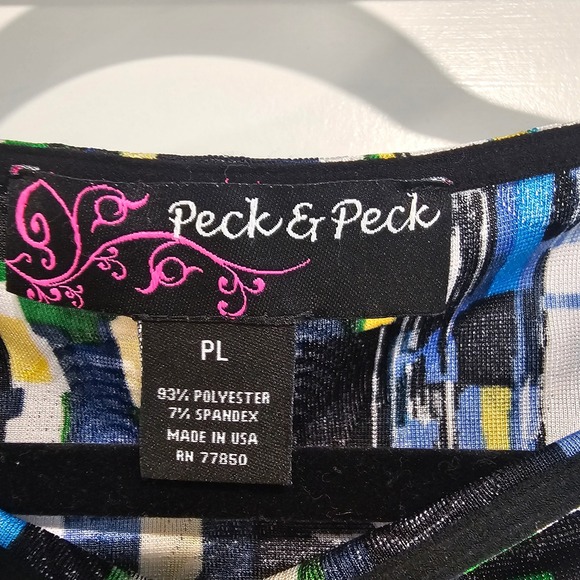 Peck & Peck
PL
93% POLYESTER
7% SPANDEX
MADE IN USA
RN 77850